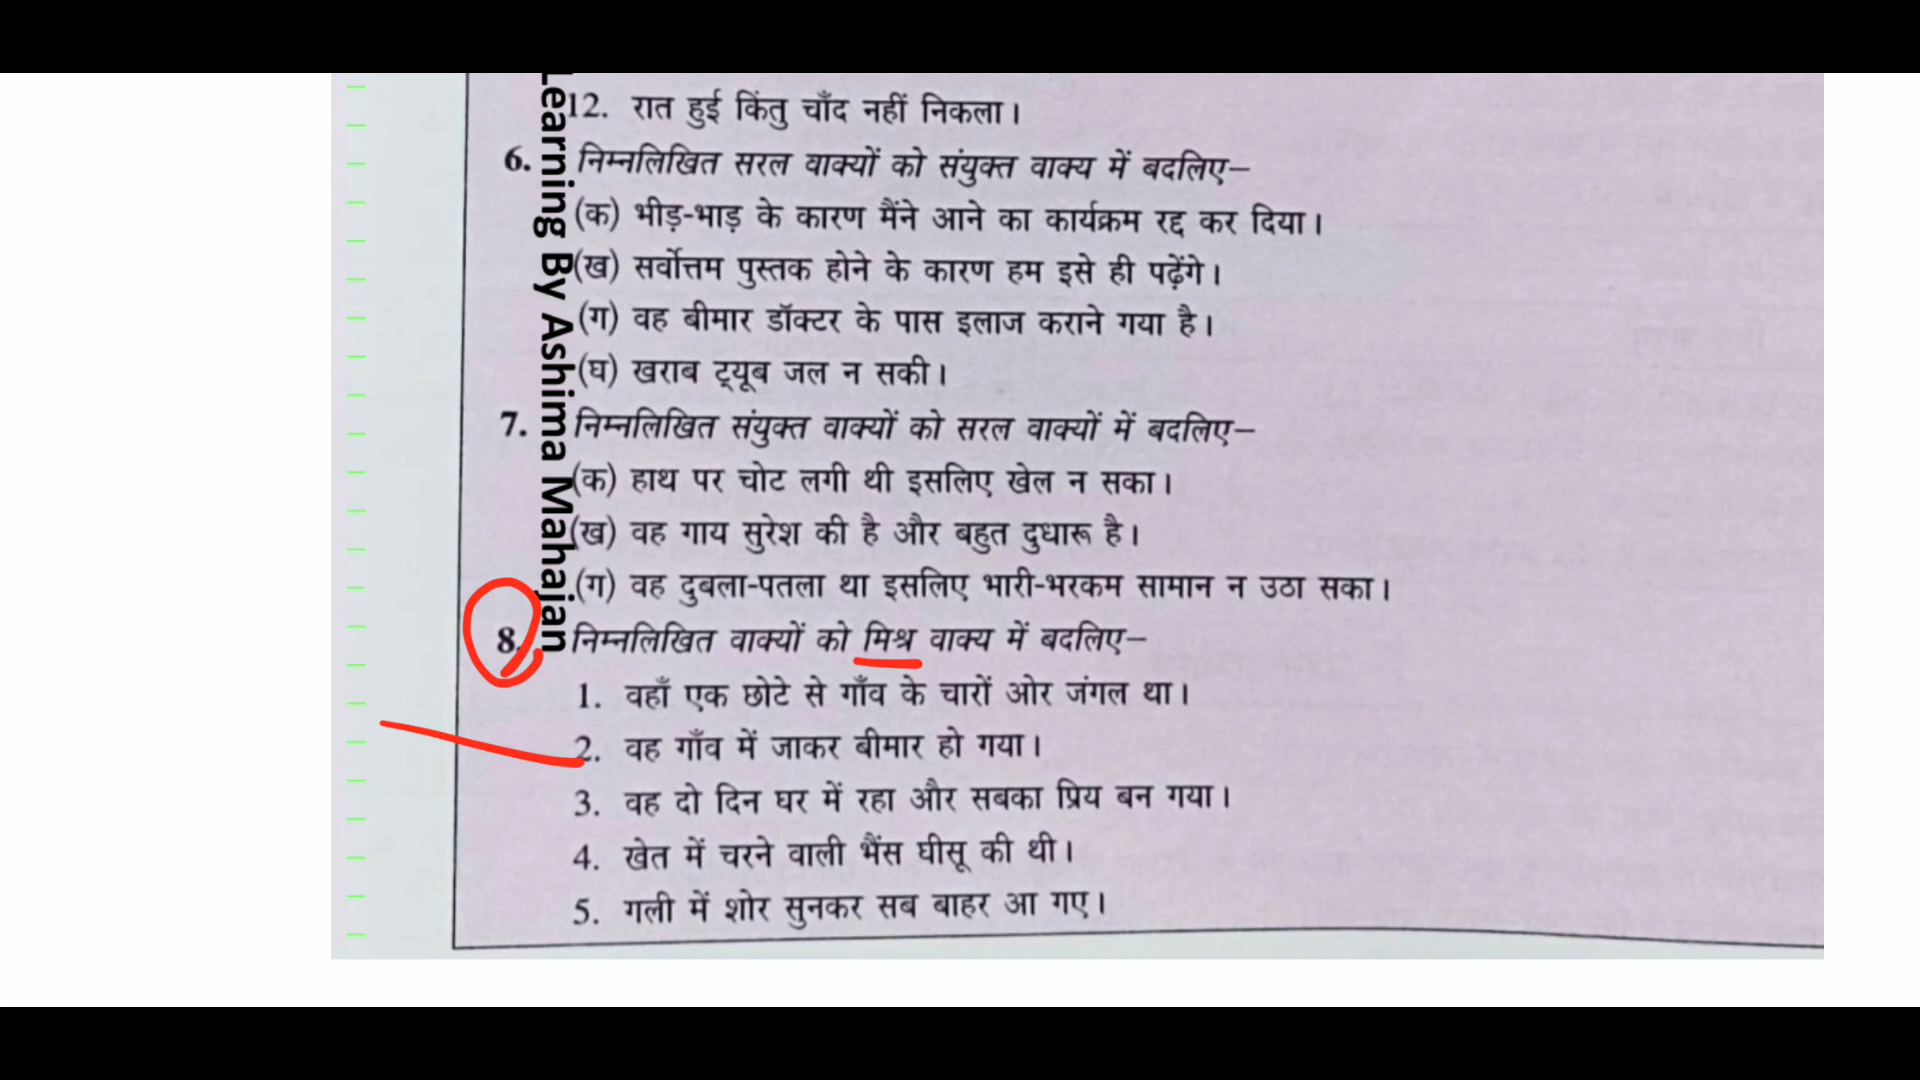 12. रात हुई किंतु चाँद नहीं निकला।
6. निम्नलिखित सरल वाक्यों को संयुक्त वाक्य में बदलिए–
(क) भीड़-भाड़ के कारण मैंने आने का कार्यक्रम रद्द कर दिया।
(ख) सर्वोत्तम पुस्तक होने के कारण हम इसे ही पढ़ेंगे।
(ग) वह बीमार डॉक्टर के पास इलाज कराने गया है।
(घ) खराब ट्यूब जल न सकी।
7. निम्नलिखित संयुक्त वाक्यों को सरल वाक्यों में बदलिए–
(क) हाथ पर चोट लगी थी इसलिए खेल न सका।
(ख) वह गाय सुरेश की है और बहुत दुधारू है।
(ग) वह दुबला-पतला था इसलिए भारी-भरकम सामान न उठा सका।
8. निम्नलिखित वाक्यों को मिश्र वाक्य में बदलिए–
1. वहाँ एक छोटे से गाँव के चारों ओर जंगल था।
2. वह गाँव में जाकर बीमार हो गया।
3. वह दो दिन घर में रहा और सबका प्रिय बन गया।
4. खेत में चरने वाली भैंस घीसू की थी।
5. गली में शोर सुनकर सब बाहर आ गए।
Learning By Ashima Mahajan